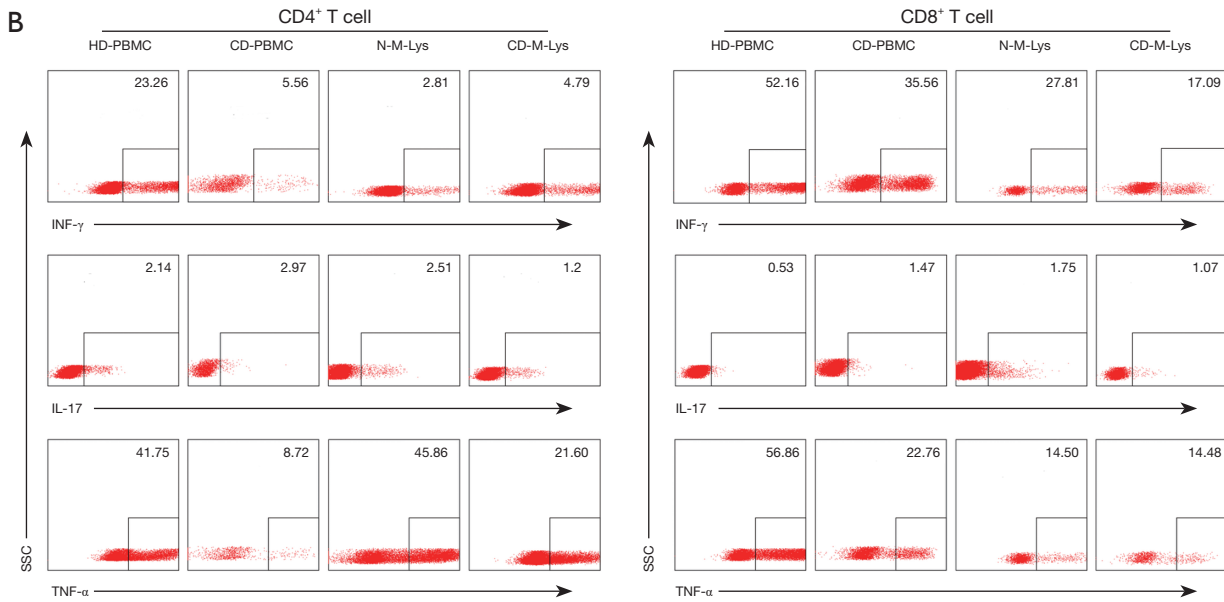 B
CD4⁺ T cell
HD-PBMC CD-PBMC N-M-Lys CD-M-Lys
23.26 5.56 2.81 4.79
INF-γ
2.14 2.97 2.51 1.2
IL-17
41.75 8.72 45.86 21.60
SSC
TNF-α
CD8⁺ T cell
HD-PBMC CD-PBMC N-M-Lys CD-M-Lys
52.16 35.56 27.81 17.09
INF-γ
0.53 1.47 1.75 1.07
IL-17
56.86 22.76 14.50 14.48
SSC
TNF-α